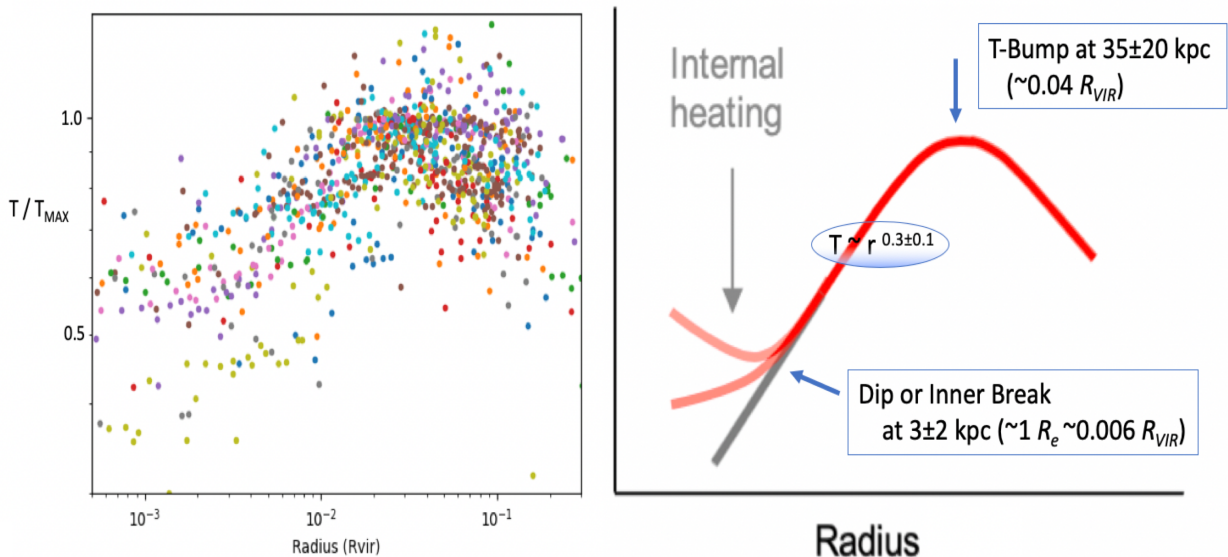 1.0
T / T_MAX
0.5
10^-3
10^-2
10^-1
Radius (Rvir)
Internal
heating
T-Bump at 35±20 kpc
(~0.04 R_VIR)
T ~ r^0.3±0.1
Dip or Inner Break
at 3±2 kpc (~1 R_e ~0.006 R_VIR)
Radius